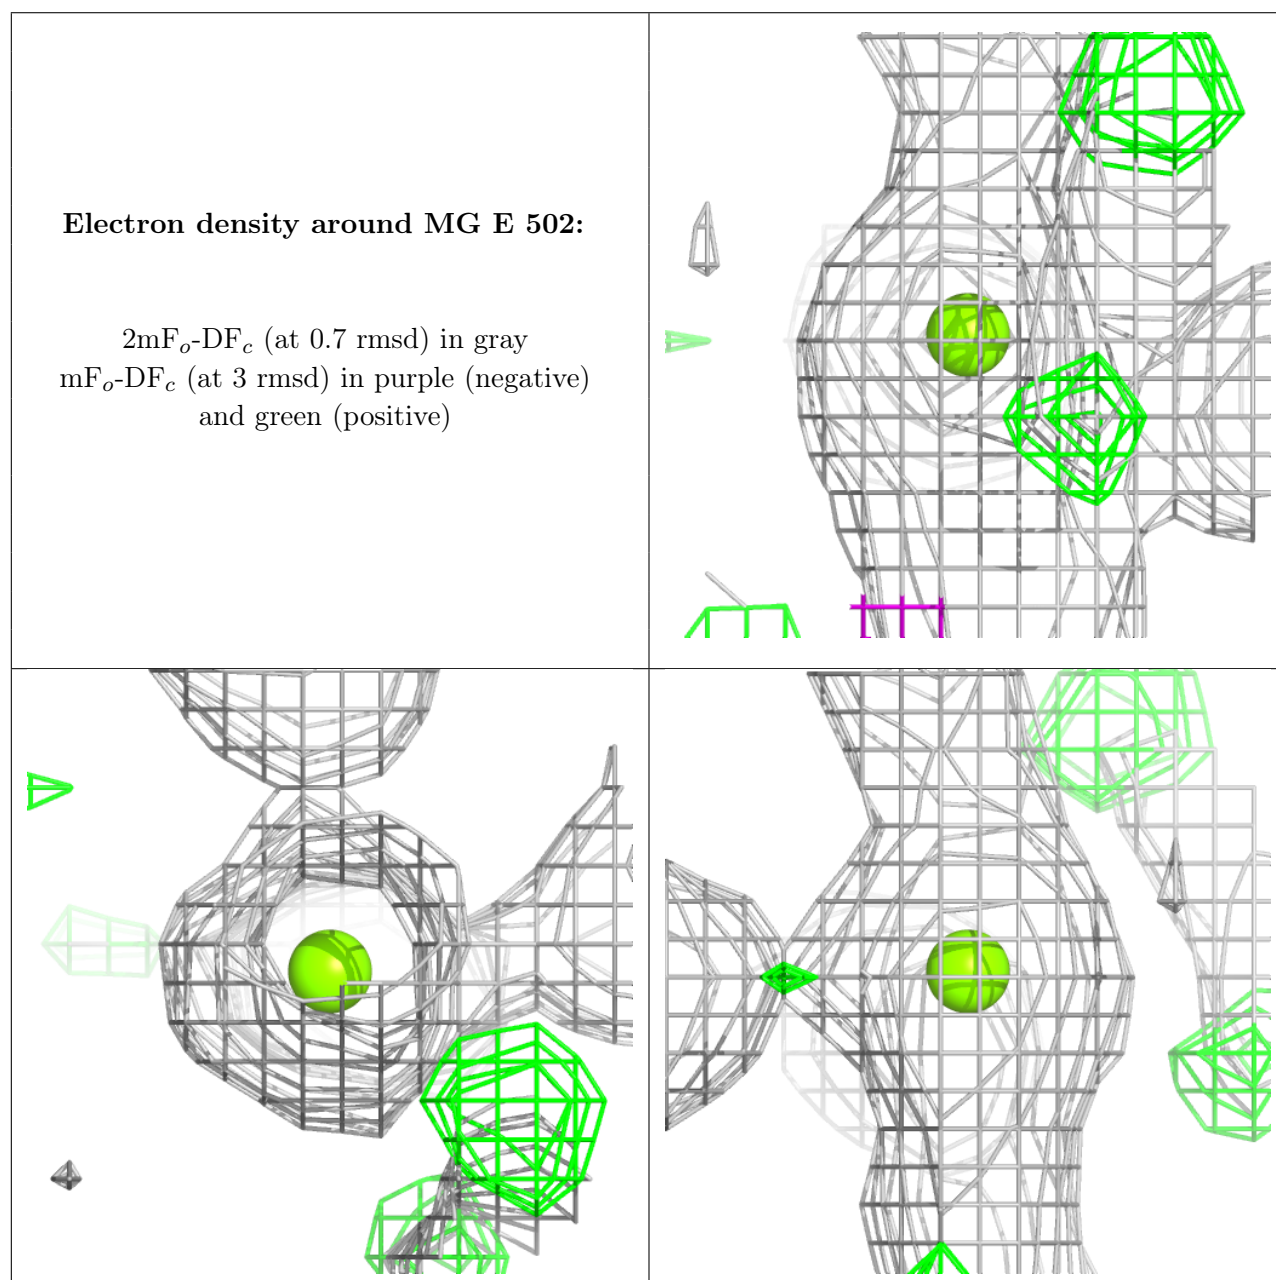 Electron density around MG E 502:
2mFo-DFc (at 0.7 rmsd) in gray
mFo-DFc (at 3 rmsd) in purple (negative)
and green (positive)